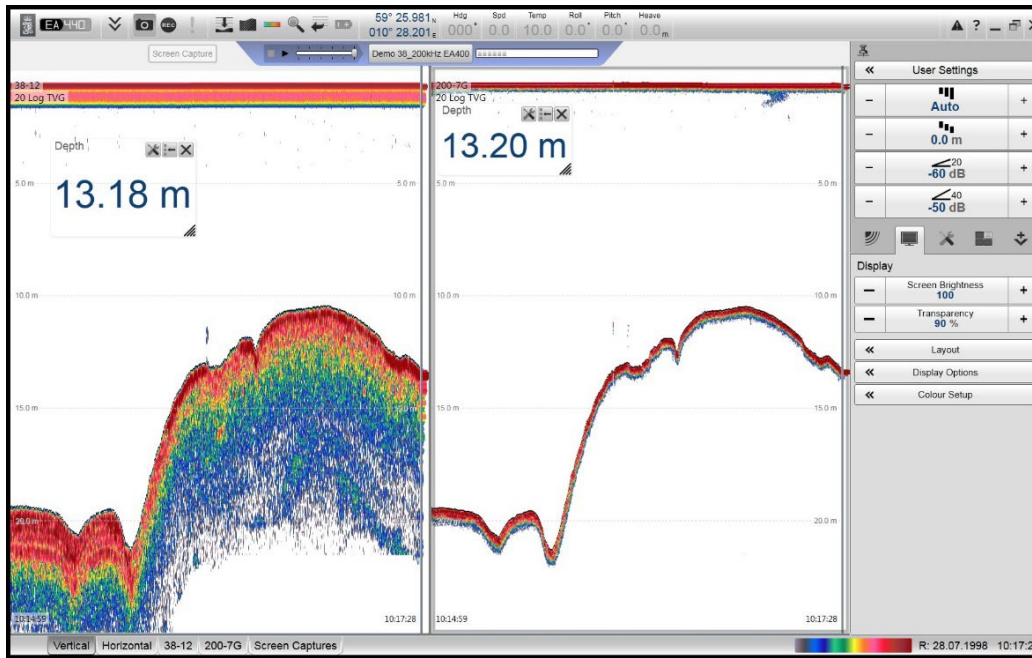 EA 440
REC
59° 25.981 N
010° 28.201 E
Hdg Spd Temp Roll Pitch Heave
000° 0.0 10.0 0.0° 0.0° 0.0 m
Screen Capture
Demo 38_200kHz EA400
38-12
20 Log TVG
Depth
13.18 m
5.0 m
5.0 m
10.0 m
10.0 m
15.0 m
20.0 m
10:14:59
10:17:28
200-7G
20 Log TVG
Depth
13.20 m
5.0 m
5.0 m
10.0 m
10.0 m
15.0 m
15.0 m
20.0 m
20.0 m
10:14:59
10:17:28
User Settings
Auto
0.0 m
20
-60 dB
40
-50 dB
Display
Screen Brightness
100
Transparency
90 %
Layout
Display Options
Colour Setup
Vertical Horizontal 38-12 200-7G Screen Captures
R: 28.07.1998